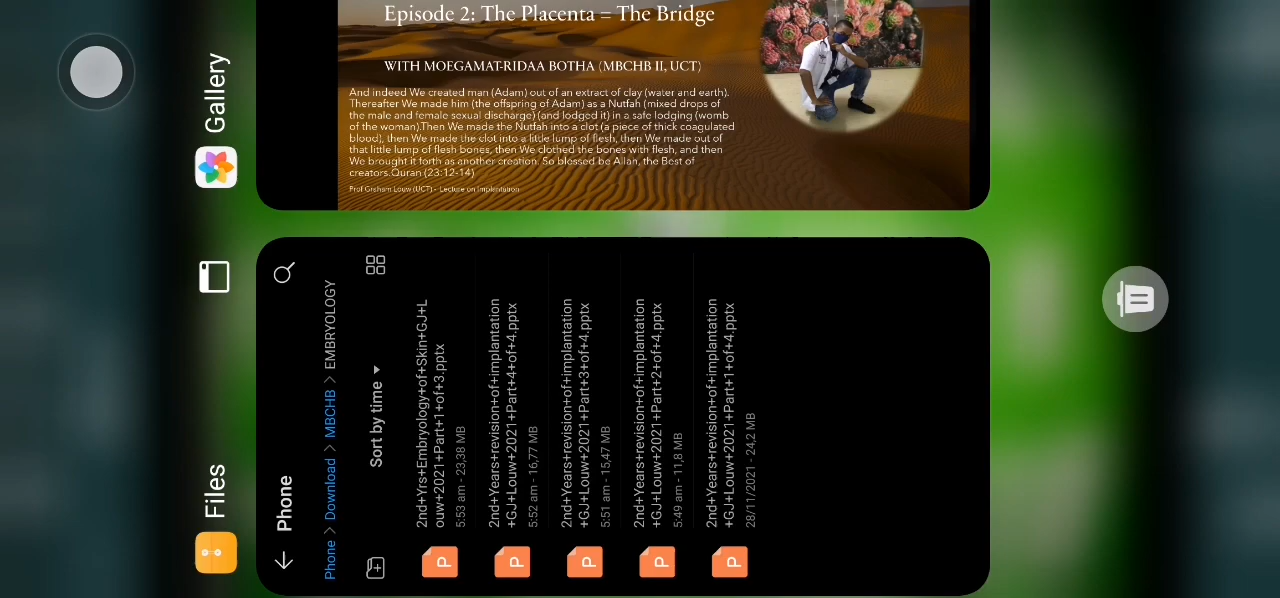 Gallery
Episode 2: The Placenta = The Bridge
WITH MOEGAMAT-RIDAA BOTHA (MBCHB II, UCT)
And indeed We created man (Adam) out of an extract of clay (water and earth).
Thereafter We made him (the offspring of Adam) as a Nutfah (mixed drops of
the male and female sexual discharge) (and lodged it) in a safe lodging (womb
of the woman).Then We made the Nutfah into a clot (a piece of thick coagulated
blood), then We made the clot into a little lump of flesh, then We made out of
that little lump of flesh bones, then We clothed the bones with flesh, and then
We brought it forth as another creation. So blessed be Allah, the Best of
creators.Quran (23:12-14)
Prof Graham Louw (UCT) - Lecture on Implantation
Files
Phone
Phone > Download > MBCHB > EMBRYOLOGY
Sort by time
2nd+Yrs+Embryology+of+Skin+GJ+L
ouw+2021+Part+1+of+3.pptx
5:53 am - 23,38 MB
2nd+Years+revision+of+implantation
+GJ+Louw+2021+Part+4+of+4.pptx
5:52 am - 16,77 MB
2nd+Years+revision+of+implantation
+GJ+Louw+2021+Part+3+of+4.pptx
5:51 am - 15,47 MB
2nd+Years+revision+of+implantation
+GJ+Louw+2021+Part+2+of+4.pptx
5:49 am - 11,8 MB
2nd+Years+revision+of+implantation
+GJ+Louw+2021+Part+1+of+4.pptx
28/11/2021 - 24,2 MB
P
P
P
P
P